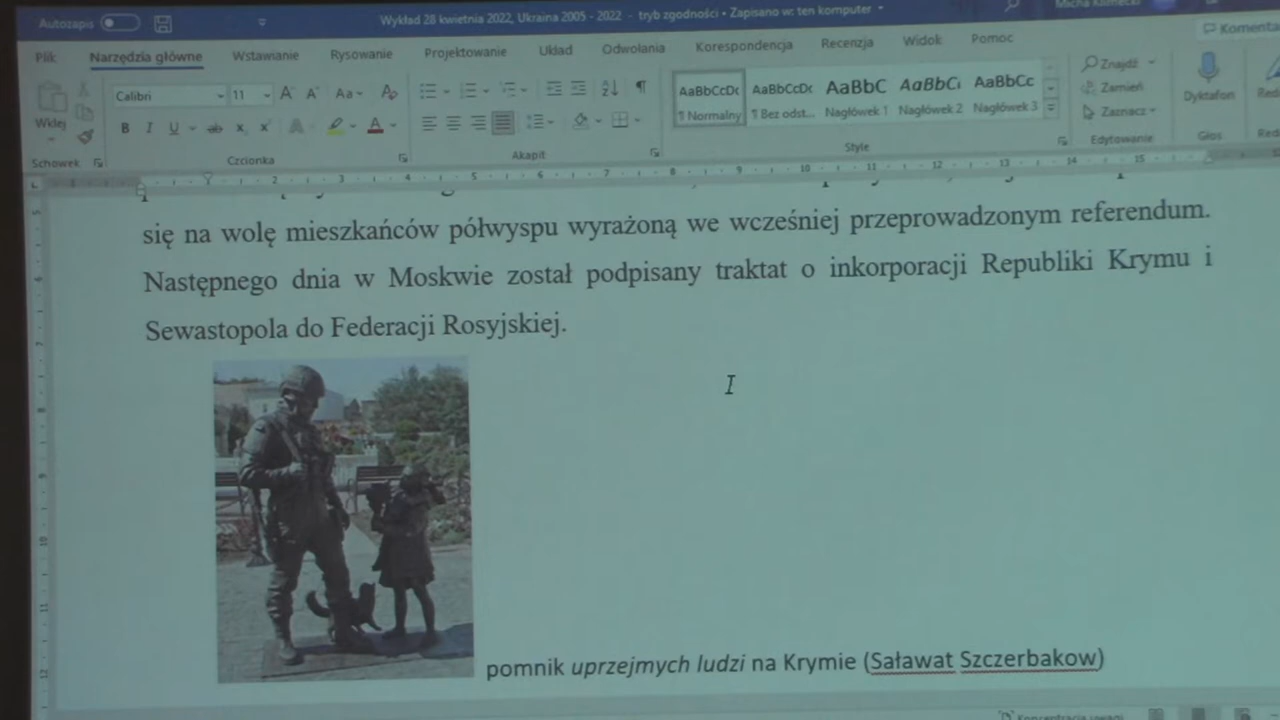 Autozapis
Wykład 28 kwietnia 2022, Ukraina 2005 - 2022 - tryb zgodności • Zapisano w: ten komputer
Plik Narzędzia główne Wstawianie Rysowanie Projektowanie Układ Odwołania Korespondencja Recenzja Widok Pomoc
Wklej
Calibri 11
AaBbCcDc AaBbCcDc AaBbC AaBbCc AaBbCc
¶ Normalny ¶ Bez odst... Nagłówek 1 Nagłówek 2 Nagłówek 3
Znajdź
Zamień
Zaznacz
Dyktafon
Schowek Czcionka Akapit Style Edytowanie Głos
się na wolę mieszkańców półwyspu wyrażoną we wcześniej przeprowadzonym referendum.
Następnego dnia w Moskwie został podpisany traktat o inkorporacji Republiki Krymu i
Sewastopola do Federacji Rosyjskiej.
pomnik uprzejmych ludzi na Krymie (Saławat Szczerbakow)